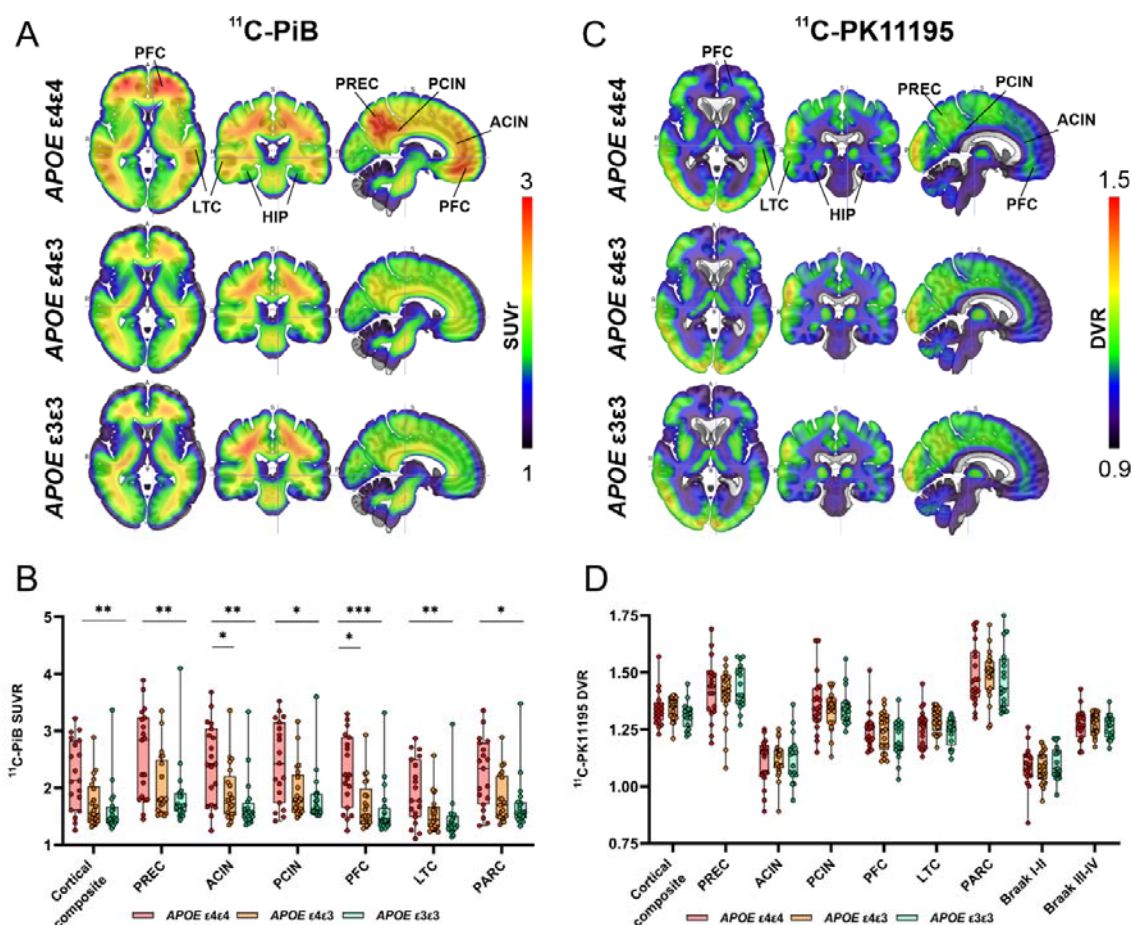 A
¹¹C-PiB
APOE ε4ε4
PFC
PREC
PCIN
ACIN
LTC
HIP
PFC
APOE ε4ε3
APOE ε3ε3
3
SUVr
1
C
¹¹C-PK11195
APOE ε4ε4
PFC
PREC
PCIN
ACIN
LTC
HIP
PFC
APOE ε4ε3
APOE ε3ε3
1.5
DVR
0.9
B
¹¹C-PiB SUVR
5
4
3
2
1
** ** ** * *** ** *
* *
Cortical composite
PREC
ACIN
PCIN
PFC
LTC
PARC
APOE ε4ε4 APOE ε4ε3 APOE ε3ε3
D
¹¹C-PK11195 DVR
1.75
1.50
1.25
1.00
0.75
Cortical composite
PREC
ACIN
PCIN
PFC
LTC
PARC
Braak I-II
Braak III-IV
APOE ε4ε4 APOE ε4ε3 APOE ε3ε3